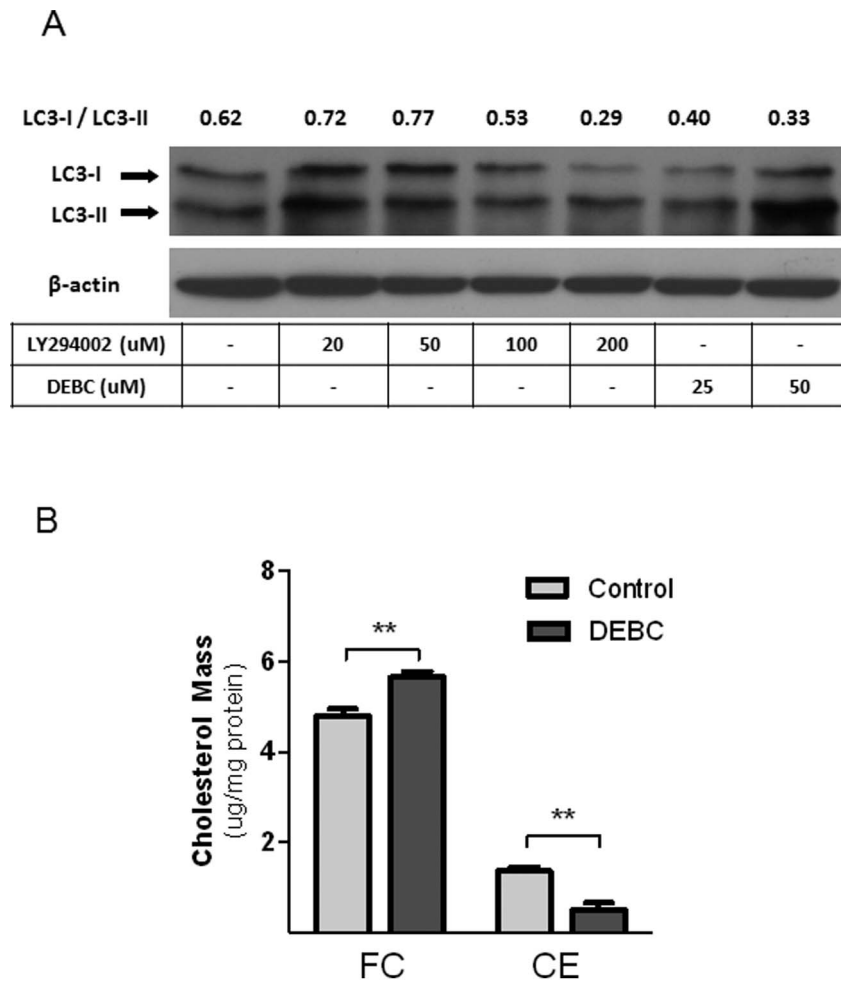 A
LC3-I / LC3-II 0.62 0.72 0.77 0.53 0.29 0.40 0.33
LC3-I
LC3-II
β-actin
LY294002 (uM) - 20 50 100 200 - -
DEBC (uM) - - - - - 25 50
B
8
6
4
2
Cholesterol Mass
(ug/mg protein)
Control
DEBC
**
**
FC CE